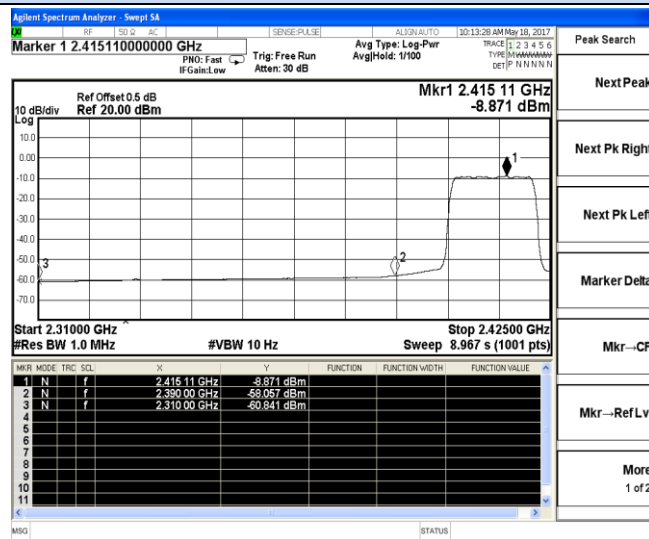 Agilent Spectrum Analyzer - Swept SA
RF 50 Ω AC SENSE:PULSE ALIGN AUTO 10:13:28 AM May 18, 2017
Marker 1 2.415110000000 GHz
PNO: Fast
IFGain:Low
Trig: Free Run
Atten: 30 dB
Avg Type: Log-Pwr
Avg|Hold: 1/100
TRACE 1 2 3 4 5 6
TYPE MWWWWW
DET P N N N N N
Ref Offset 0.5 dB
10 dB/div Ref 20.00 dBm
Log
Mkr1 2.415 11 GHz
-8.871 dBm
10.0
0.00
-10.0
-20.0
-30.0
-40.0
-50.0
-60.0
-70.0
1
2
3
Start 2.31000 GHz Stop 2.42500 GHz
#Res BW 1.0 MHz #VBW 10 Hz Sweep 8.967 s (1001 pts)
MKR MODE TRC SCL X Y FUNCTION FUNCTION WIDTH FUNCTION VALUE
1 N f 2.415 11 GHz -8.871 dBm
2 N f 2.390 00 GHz -58.057 dBm
3 N f 2.310 00 GHz -60.841 dBm
4
5
6
7
8
9
10
11
MSG STATUS
Peak Search
Next Peak
Next Pk Right
Next Pk Left
Marker Delta
Mkr→CF
Mkr→Ref Lv
More
1 of 2